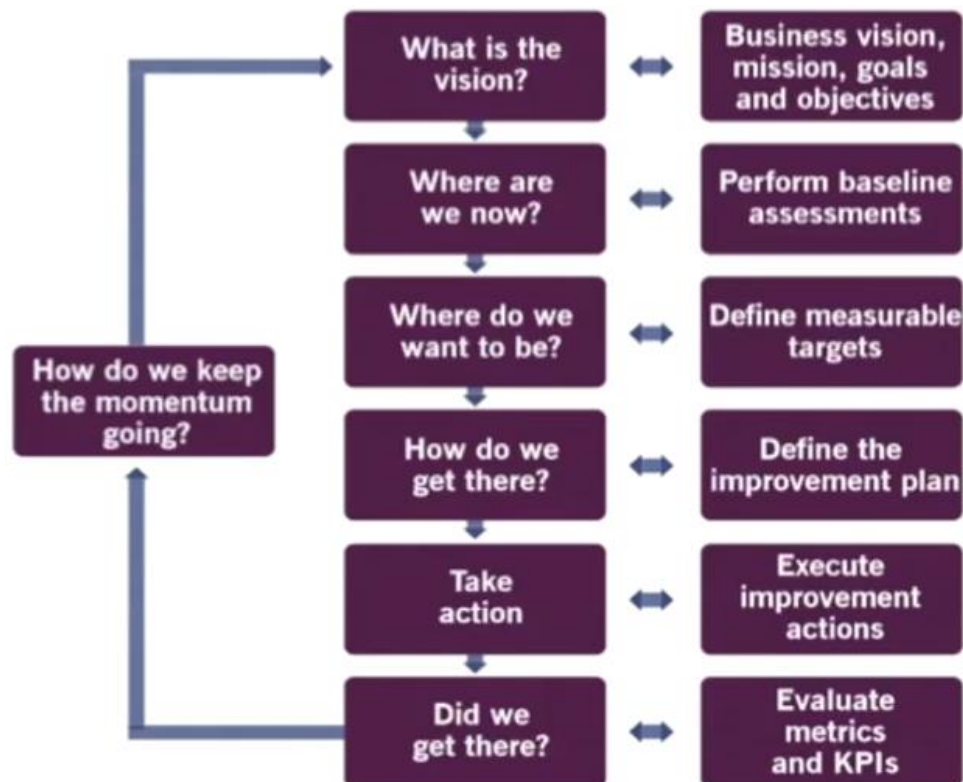 What is the
vision?
Business vision,
mission, goals
and objectives
Where are
we now?
Perform baseline
assessments
Where do we
want to be?
Define measurable
targets
How do we keep
the momentum
going?
How do we
get there?
Define the
improvement plan
Take
action
Execute
improvement
actions
Did we
get there?
Evaluate
metrics
and KPIs